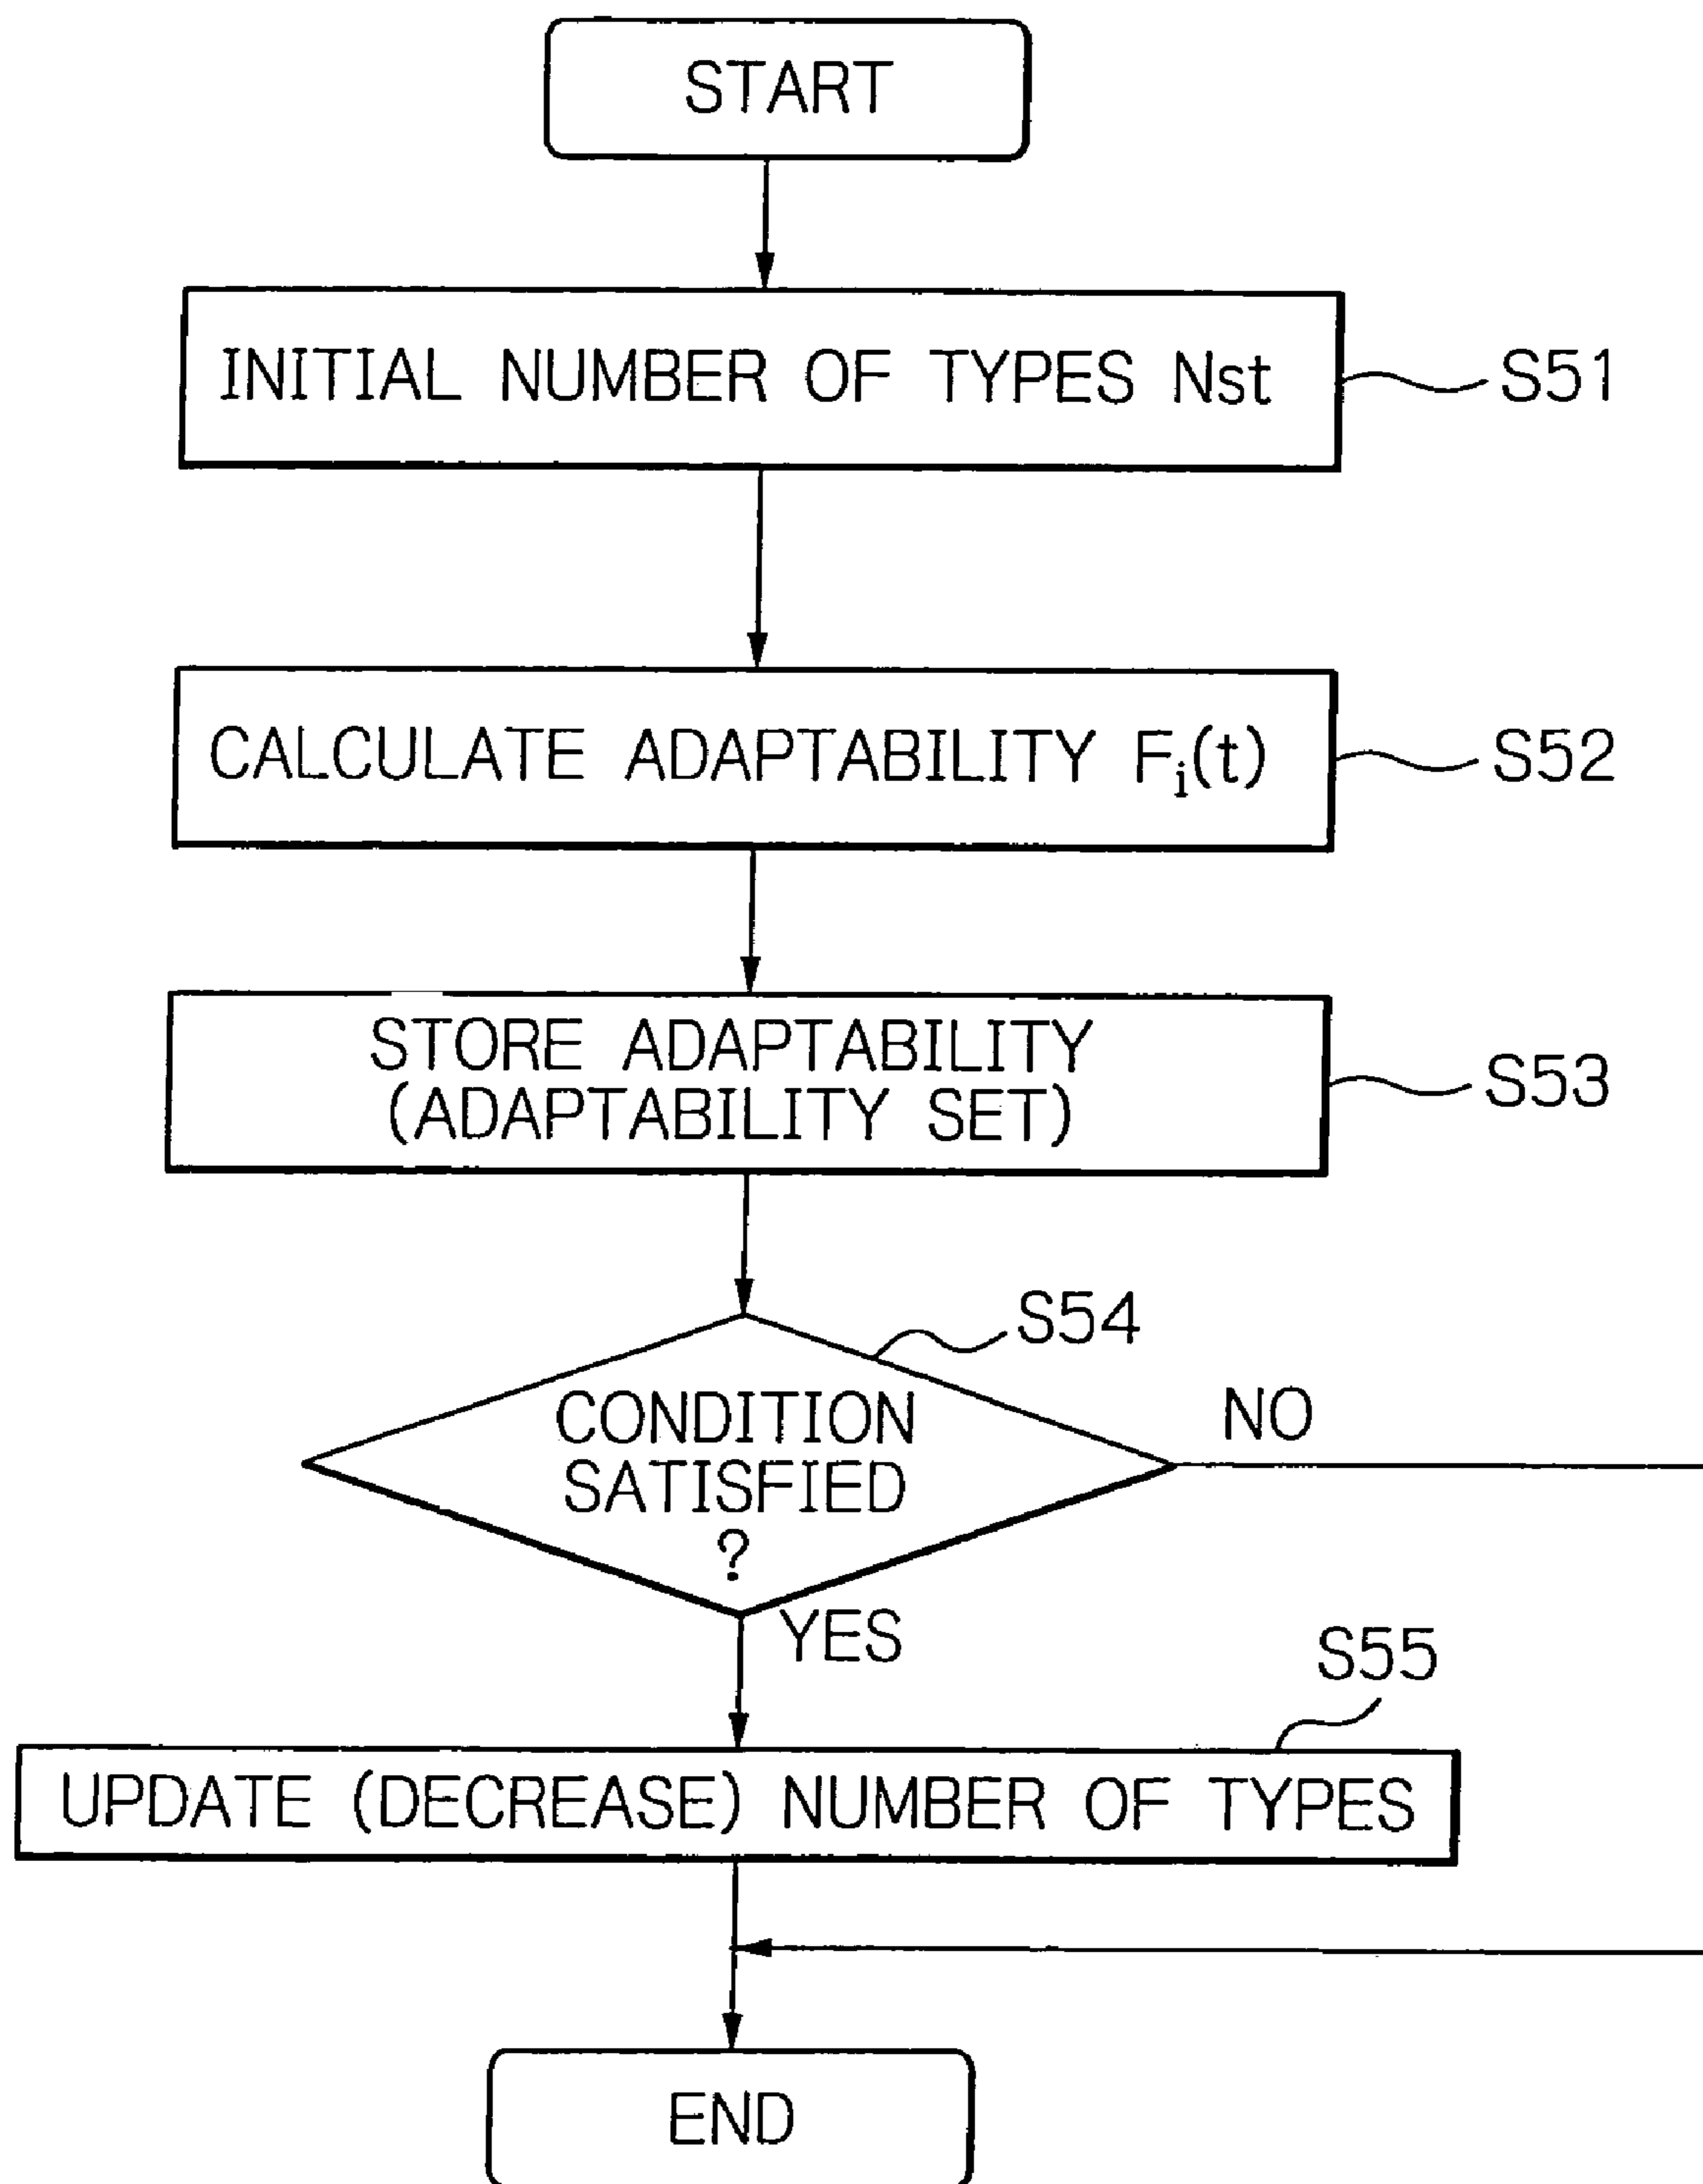 START
INITIAL NUMBER OF TYPES Nst
S51
CALCULATE ADAPTABILITY Fi(t)
S52
STORE ADAPTABILITY
(ADAPTABILITY SET)
S53
S54
CONDITION
SATISFIED
?
NO
YES
S55
UPDATE (DECREASE) NUMBER OF TYPES
END